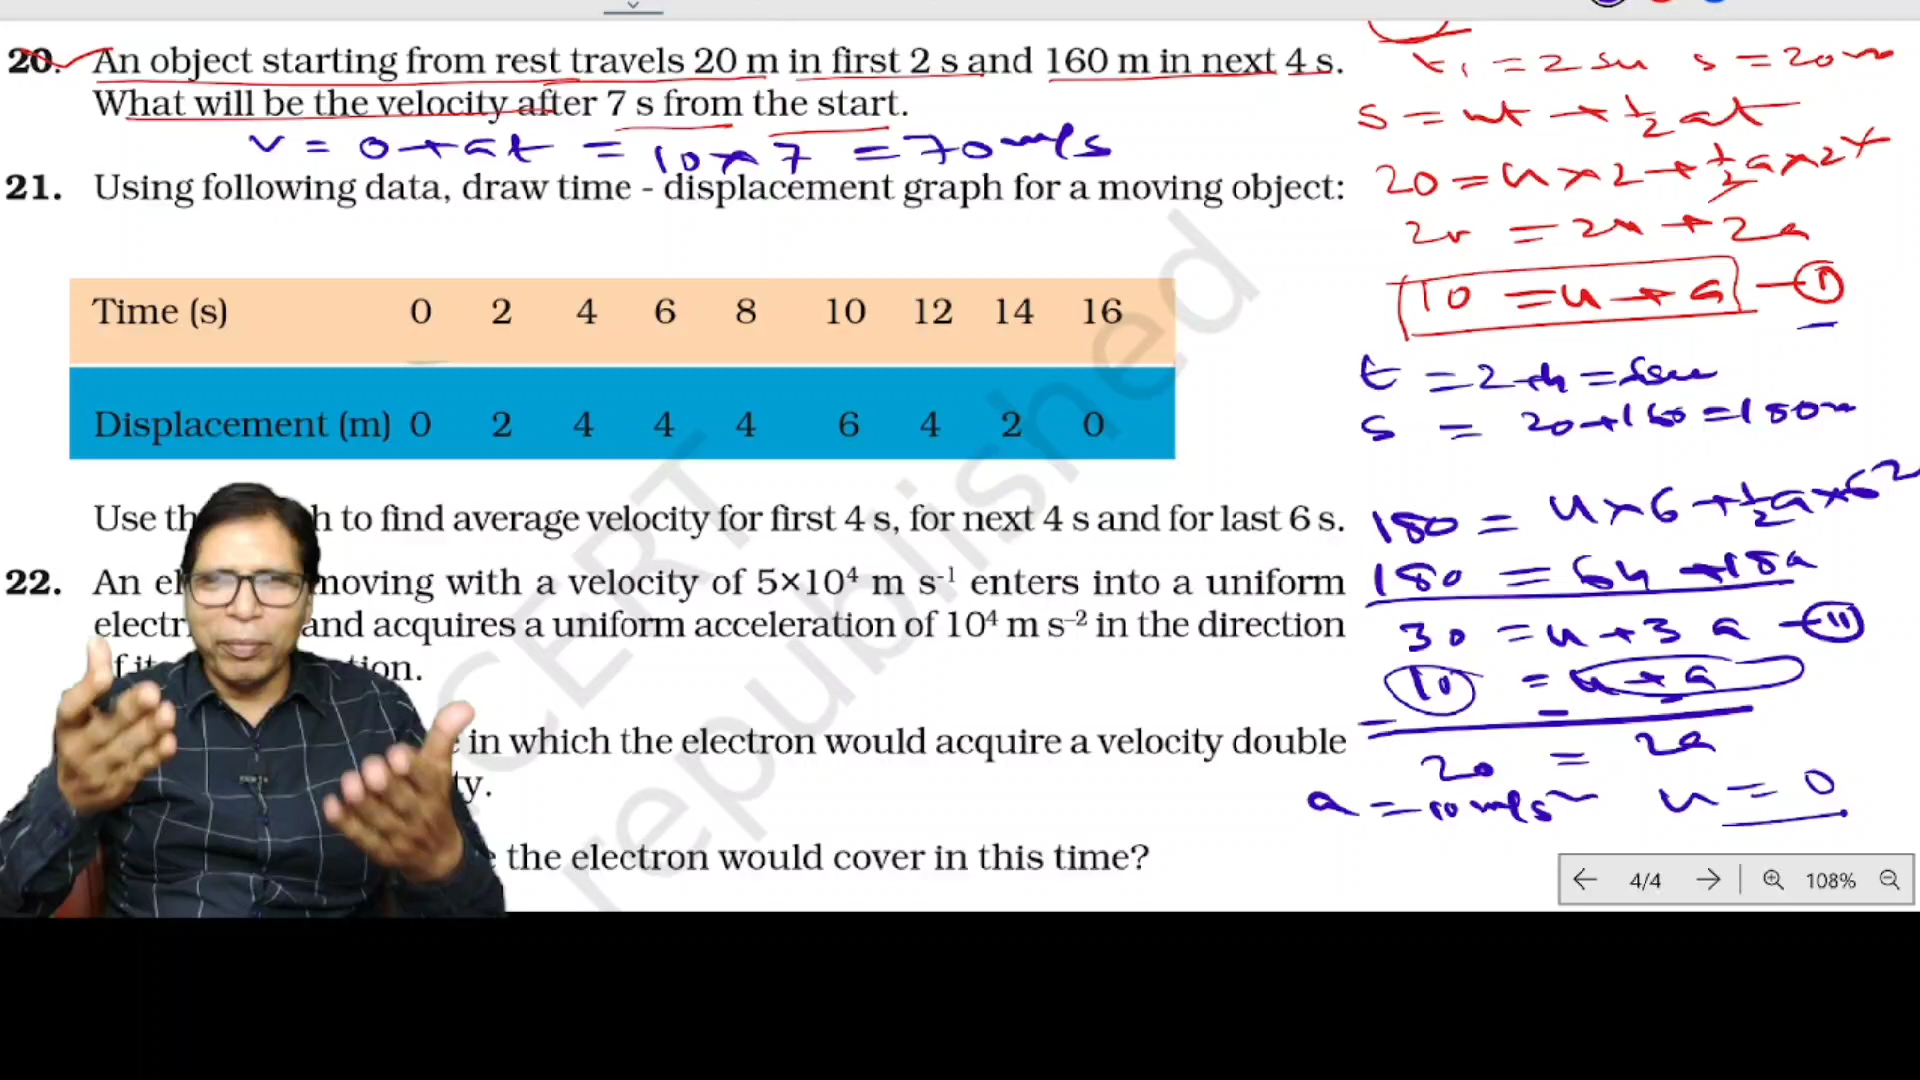 20. An object starting from rest travels 20 m in first 2 s and 160 m in next 4 s.
What will be the velocity after 7 s from the start.
v = 0 + at = 10 × 7 = 70 m/s
21. Using following data, draw time - displacement graph for a moving object:
Time (s) 0 2 4 6 8 10 12 14 16
Displacement (m) 0 2 4 4 4 6 4 2 0
Use th h to find average velocity for first 4 s, for next 4 s and for last 6 s.
22. An el moving with a velocity of 5×10⁴ m s⁻¹ enters into a uniform
electr and acquires a uniform acceleration of 10⁴ m s⁻² in the direction
f it ion.
in which the electron would acquire a velocity double
ty.
the electron would cover in this time?
t₁ = 2 s = 20 m
s = ut + ½ at
20 = u × 2 + ½ a × 2
20 = 2u + 2a
10 = u + a – (I)
t = 2 + 4 = 6 sec
s = 20 + 160 = 180 m
180 = u × 6 + ½ a × 6²
180 = 6u + 18a
30 = u + 3a – (II)
10 = u + a
20 = 2a
a = 10 m/s² u = 0
4/4 108%
NCERT
republished